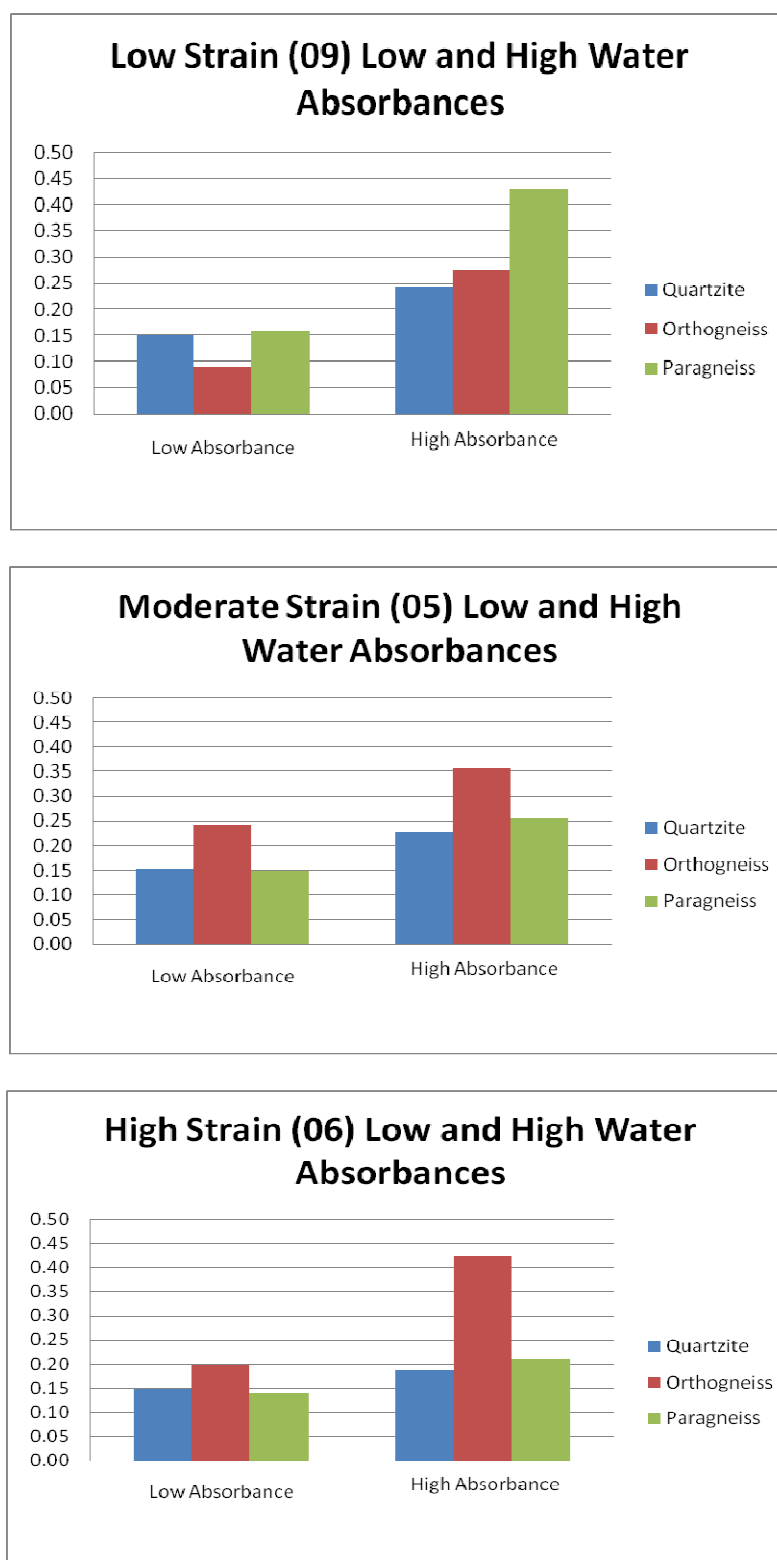 Low Strain (09) Low and High Water
Absorbances
0.50
0.45
0.40
0.35
0.30
0.25
0.20
0.15
0.10
0.05
0.00
Low Absorbance
High Absorbance
Quartzite
Orthogneiss
Paragneiss
Moderate Strain (05) Low and High
Water Absorbances
0.50
0.45
0.40
0.35
0.30
0.25
0.20
0.15
0.10
0.05
0.00
Low Absorbance
High Absorbance
Quartzite
Orthogneiss
Paragneiss
High Strain (06) Low and High Water
Absorbances
0.50
0.45
0.40
0.35
0.30
0.25
0.20
0.15
0.10
0.05
0.00
Low Absorbance
High Absorbance
Quartzite
Orthogneiss
Paragneiss